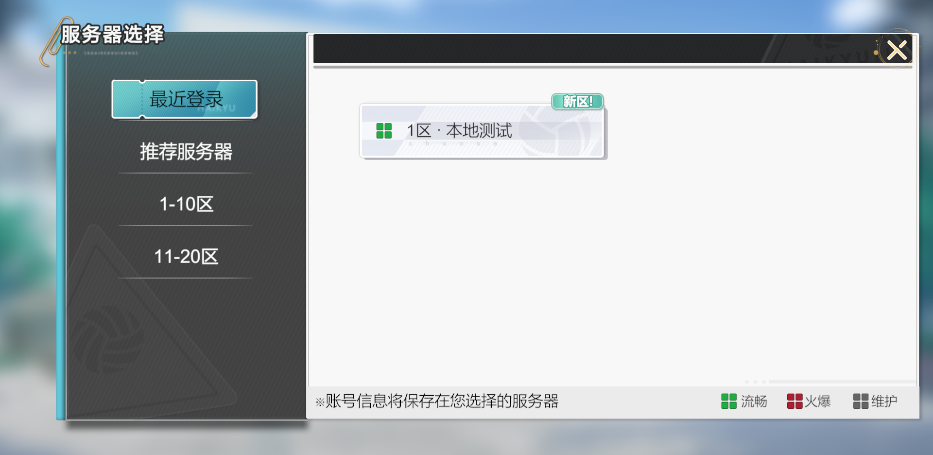 服务器选择
最近登录
推荐服务器
1-10区
11-20区
新区!
1区·本地测试
※账号信息将保存在您选择的服务器
流畅
火爆
维护